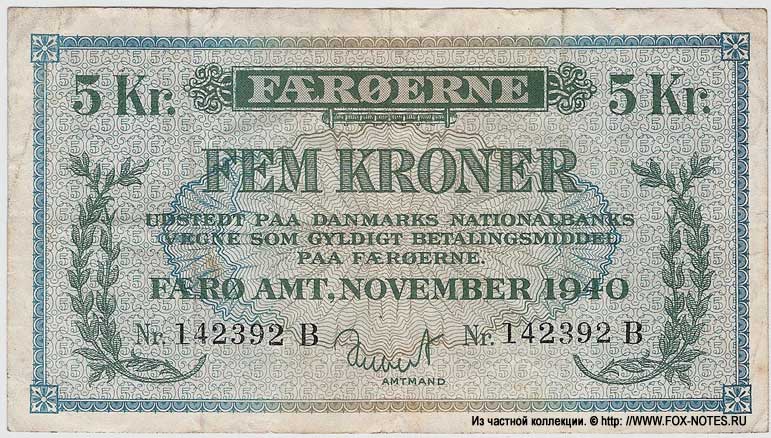 5 Kr. FÆRØERNE 5 Kr.
FEM KRONER
UDSTEDT PAA DANMARKS NATIONALBANKS
VEGNE SOM GYLDIGT BETALINGSMIDDEL
PAA FÆRØERNE.
FÆRØ AMT, NOVEMBER 1940
Nr. 142392 B Nr. 142392 B
AMTMAND
Из частной коллекции. © http: //WWW.FOX-NOTES.RU